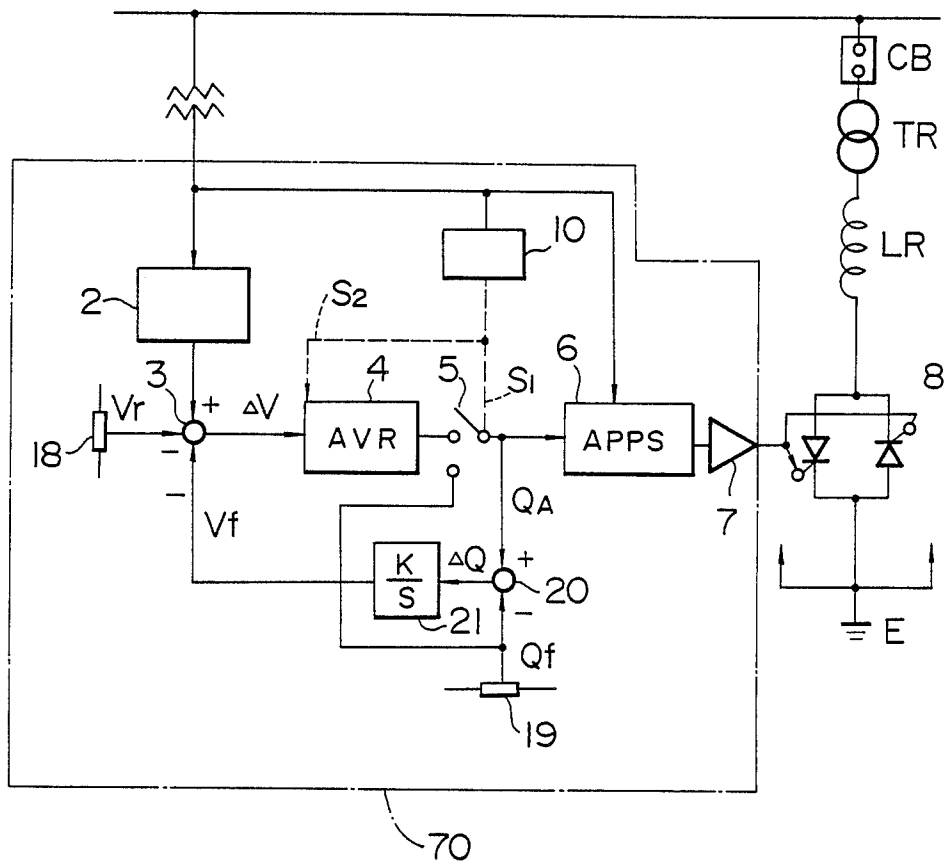 CB
TR
LR
10
2
S2
3
Vr
+
ΔV
4
5
S1
6
8
18
−
AVR
APPS
−
Vf
QA
7
K
S
ΔQ
+
20
21
−
Qf
E
19
70